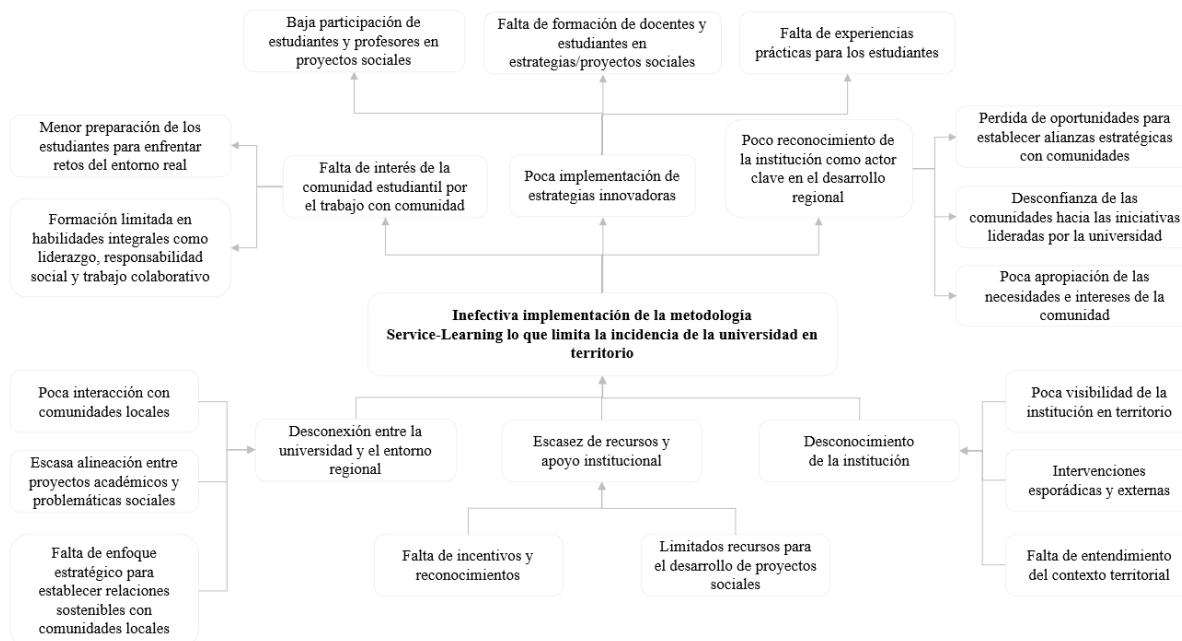 Baja participación de
estudiantes y profesores en
proyectos sociales
Falta de formación de docentes y
estudiantes en
estrategias/proyectos sociales
Falta de experiencias
prácticas para los estudiantes
Menor preparación de los
estudiantes para enfrentar
retos del entorno real
Formación limitada en
habilidades integrales como
liderazgo, responsabilidad
social y trabajo colaborativo
Falta de interés de la
comunidad estudiantil por
el trabajo con comunidad
Poca implementación de
estrategias innovadoras
Poco reconocimiento de
la institución como actor
clave en el desarrollo
regional
Perdida de oportunidades para
establecer alianzas estratégicas
con comunidades
Desconfianza de las
comunidades hacia las iniciativas
lideradas por la universidad
Poca apropiación de las
necesidades e intereses de la
comunidad
Inefectiva implementación de la metodología
Service-Learning lo que limita la incidencia de la universidad en
territorio
Poca interacción con
comunidades locales
Escasa alineación entre
proyectos académicos y
problemáticas sociales
Falta de enfoque
estratégico para
establecer relaciones
sostenibles con
comunidades locales
Desconexión entre la
universidad y el entorno
regional
Escasez de recursos y
apoyo institucional
Desconocimiento
de la institución
Falta de incentivos y
reconocimientos
Limitados recursos para
el desarrollo de proyectos
sociales
Poca visibilidad de la
institución en territorio
Intervenciones
esporádicas y externas
Falta de entendimiento
del contexto territorial